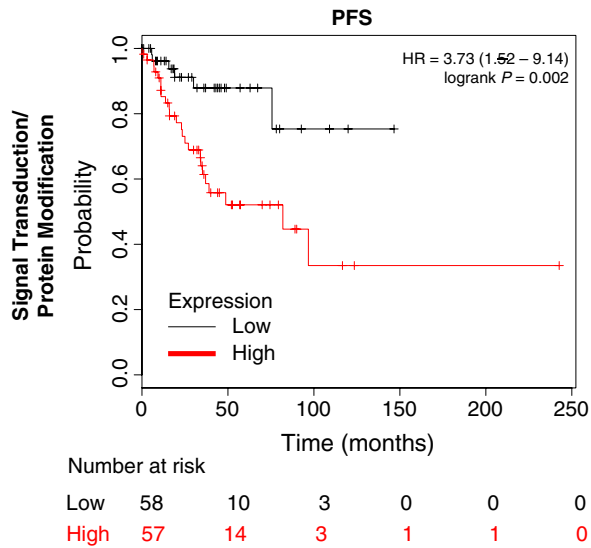 PFS
HR = 3.73 (1.52 – 9.14)
logrank P = 0.002
Signal Transduction/
Protein Modification
Probability
1.0
0.8
0.6
0.4
0.2
0.0
Expression
Low
High
0 50 100 150 200 250
Time (months)
Number at risk
Low 58 10 3 0 0 0
High 57 14 3 1 1 0